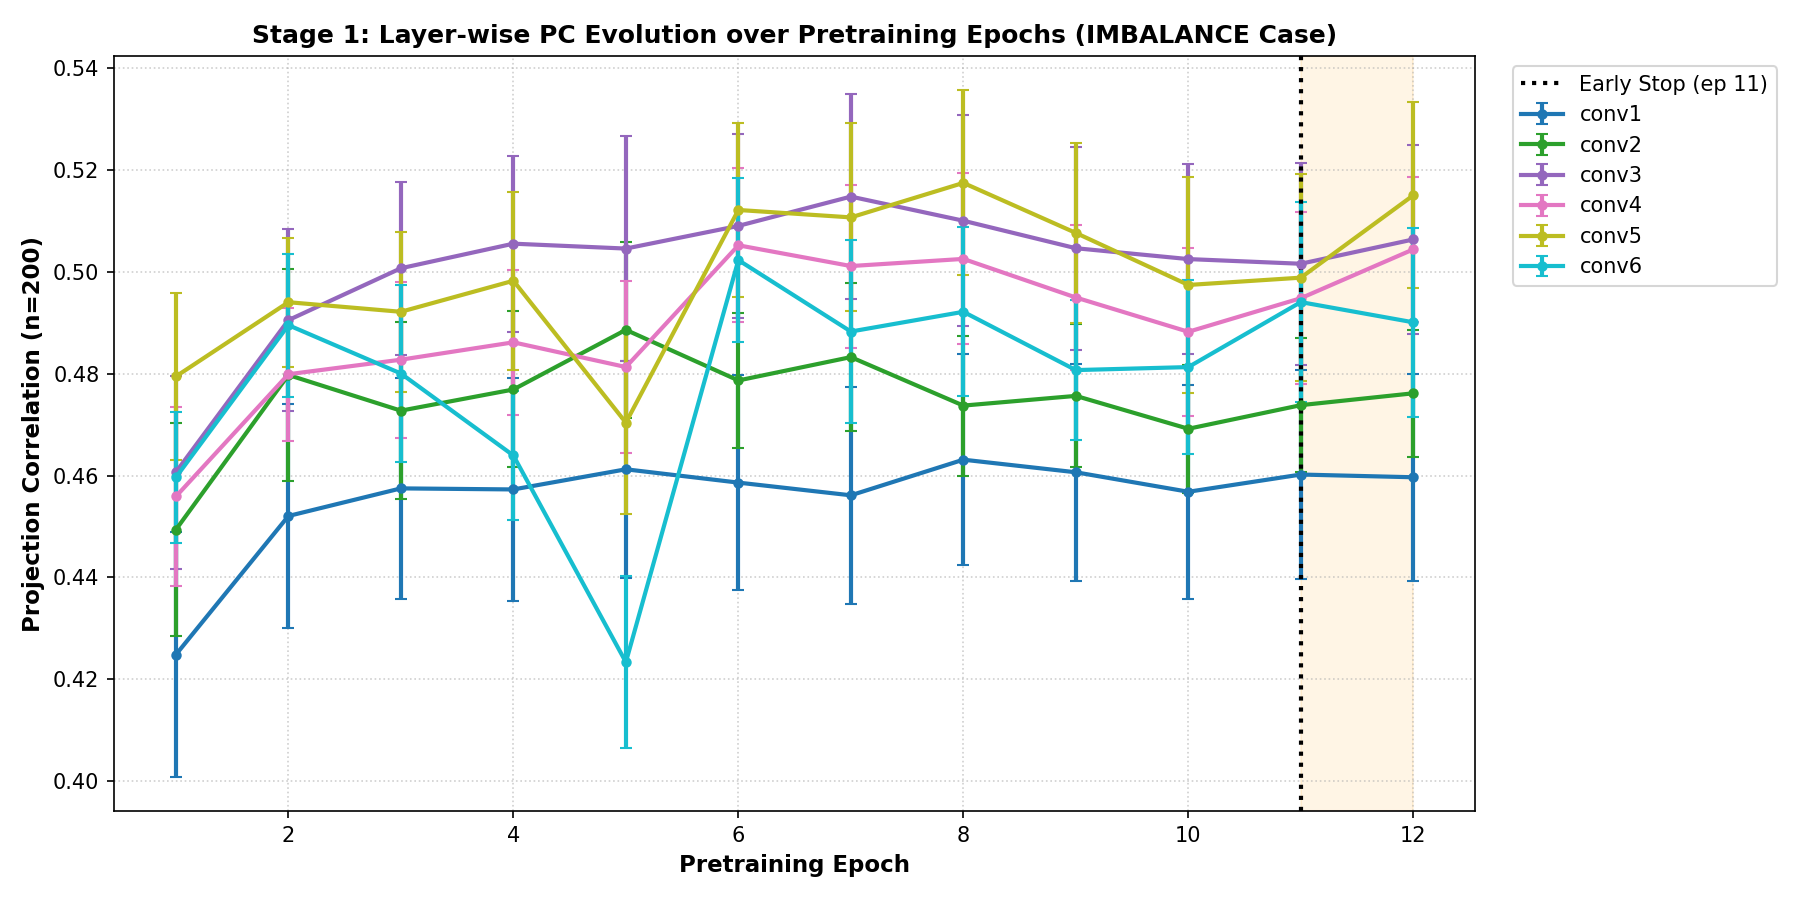 Stage 1: Layer-wise PC Evolution over Pretraining Epochs (IMBALANCE Case)
Projection Correlation (n=200)
0.54
0.52
0.50
0.48
0.46
0.44
0.42
0.40
2
4
6
8
10
12
Pretraining Epoch
Early Stop (ep 11)
conv1
conv2
conv3
conv4
conv5
conv6